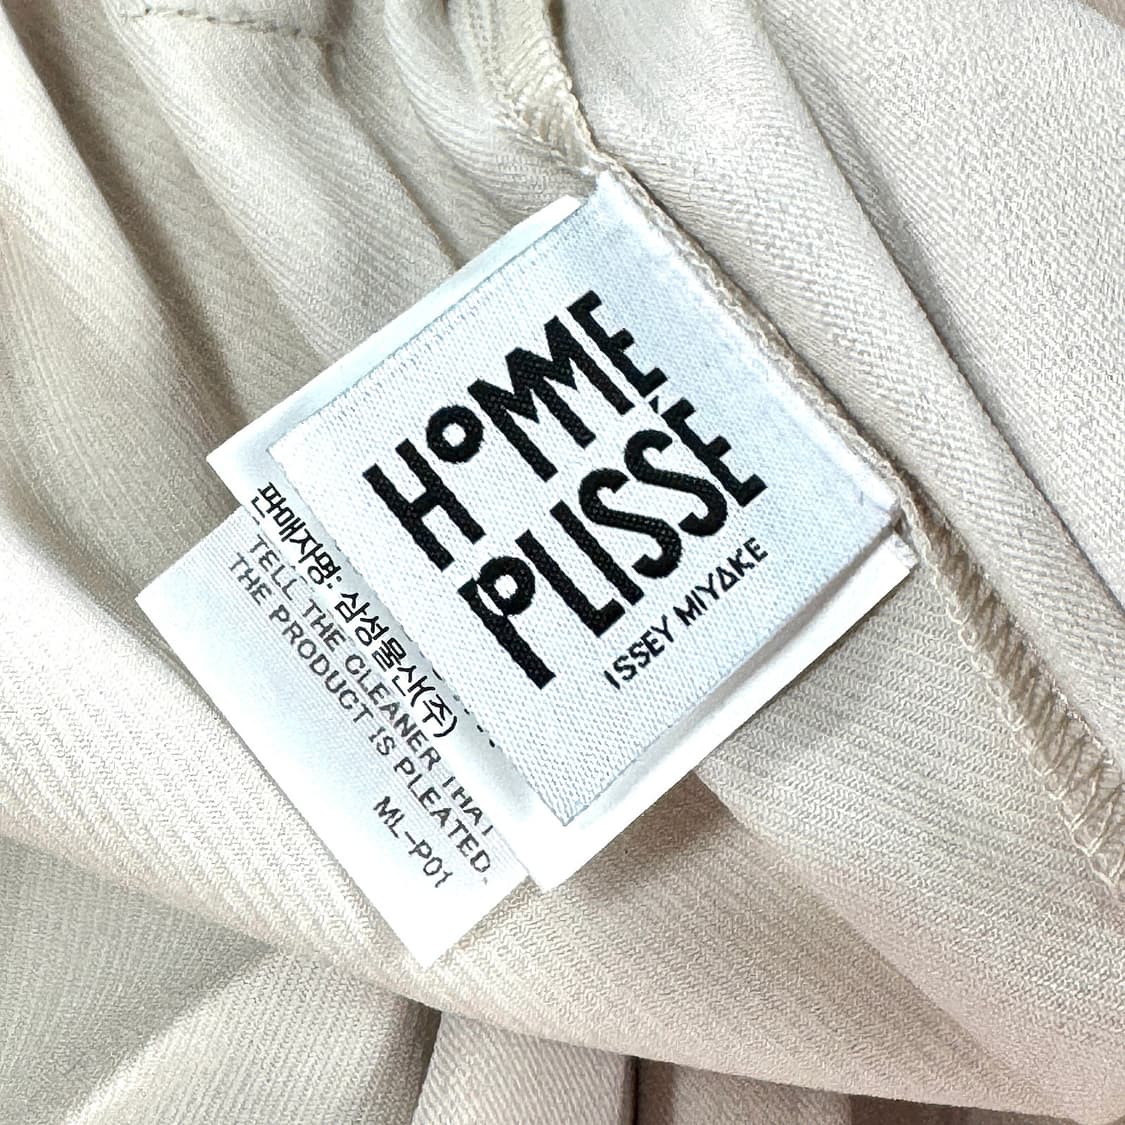 HOMME
PLISSÉ
ISSEY MIYAKE
판매자명: 삼성물산(주)
TELL THE CLEANER THAT
THE PRODUCT IS PLEATED.
ML-P01